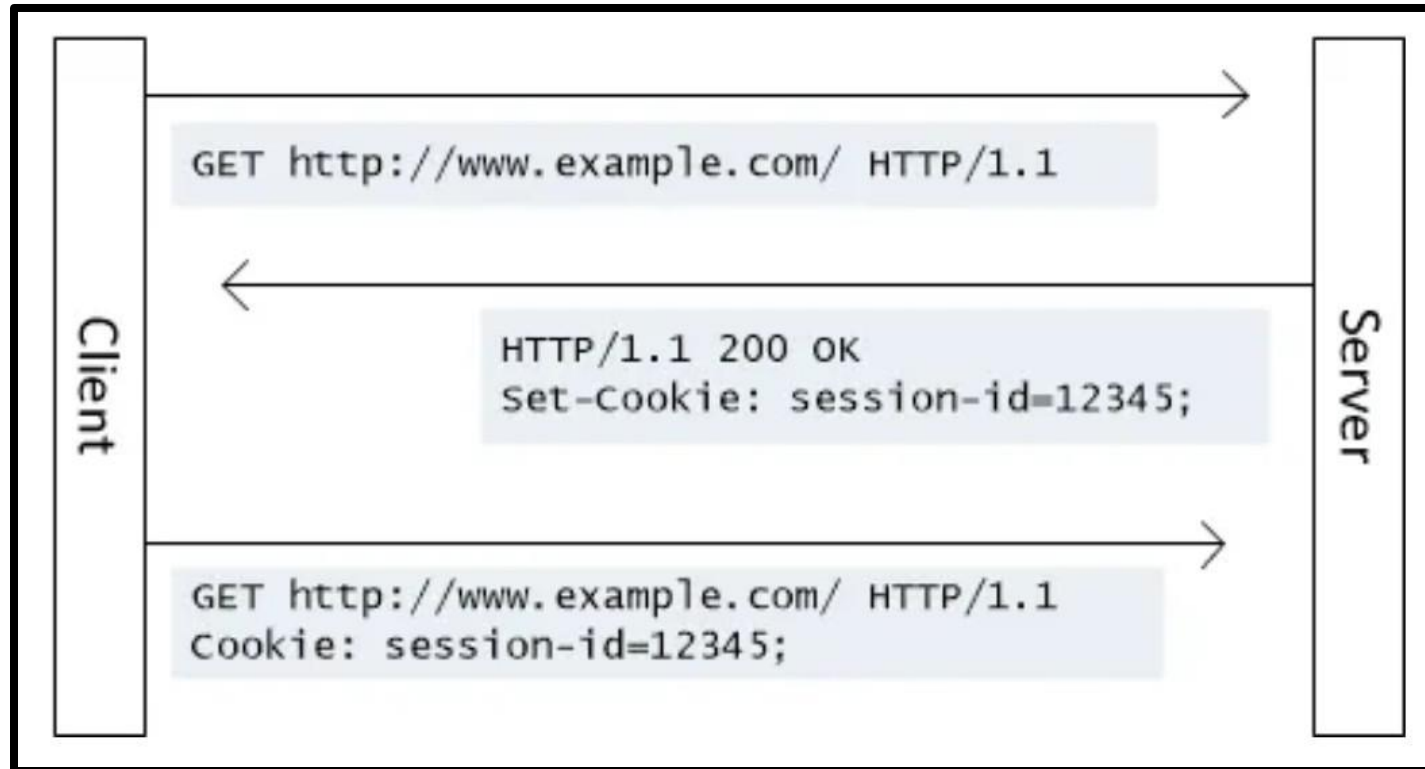 Client
GET http://www.example.com/ HTTP/1.1
HTTP/1.1 200 OK
Set-Cookie: session-id=12345;
GET http://www.example.com/ HTTP/1.1
Cookie: session-id=12345;
Server